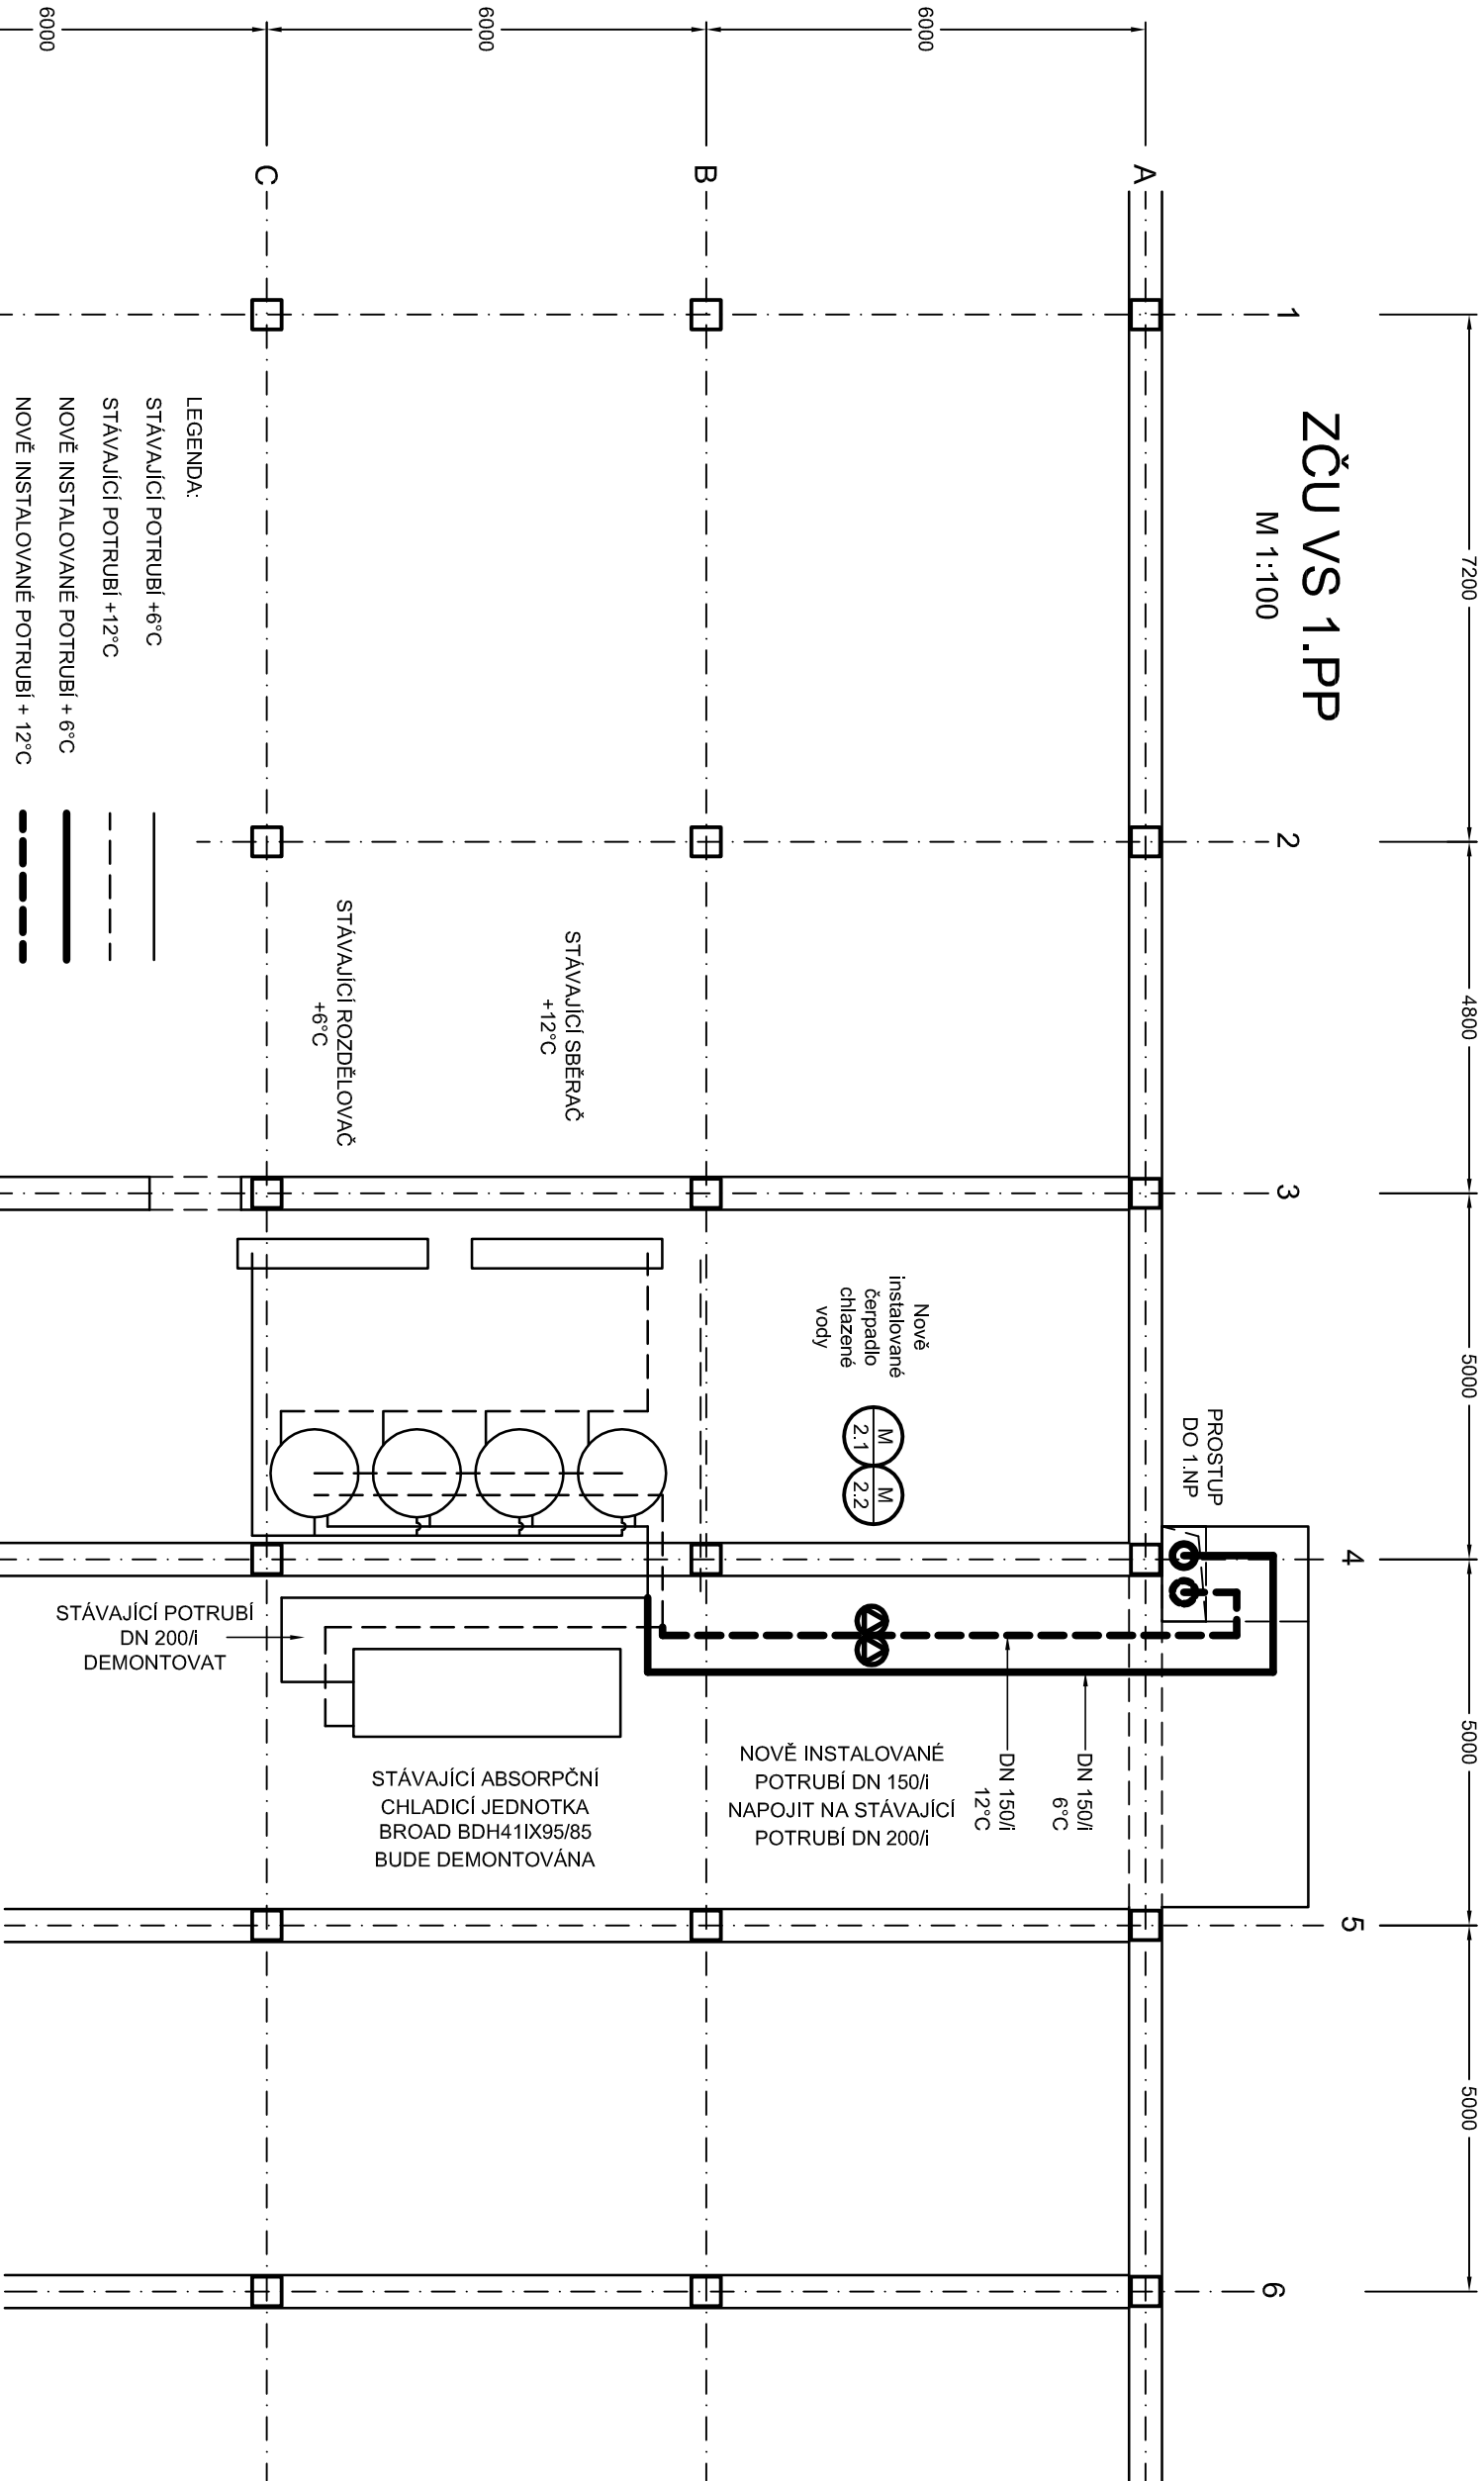 ZČU VS 1.PP
M 1:100
7200
4800
5000
5000
5000
6000
6000
6000
1
2
3
4
5
6
A
B
C
PROSTUP
DO 1.NP
Nově
instalované
čerpadlo
chlazené
vody
M
2.1
M
2.2
STÁVAJÍCÍ SBĚRAČ
+12°C
STÁVAJÍCÍ ROZDĚLOVAČ
+6°C
DN 150/i
6°C
DN 150/i
12°C
NOVĚ INSTALOVANÉ
POTRUBÍ DN 150/i
NAPOJIT NA STÁVAJÍCÍ
POTRUBÍ DN 200/i
STÁVAJÍCÍ ABSORPČNÍ
CHLADICÍ JEDNOTKA
BROAD BDH41IX95/85
BUDE DEMONTOVÁNA
STÁVAJÍCÍ POTRUBÍ
DN 200/i
DEMONTOVAT
LEGENDA:
STÁVAJÍCÍ POTRUBÍ +6°C
STÁVAJÍCÍ POTRUBÍ +12°C
NOVĚ INSTALOVANÉ POTRUBÍ + 6°C
NOVĚ INSTALOVANÉ POTRUBÍ + 12°C